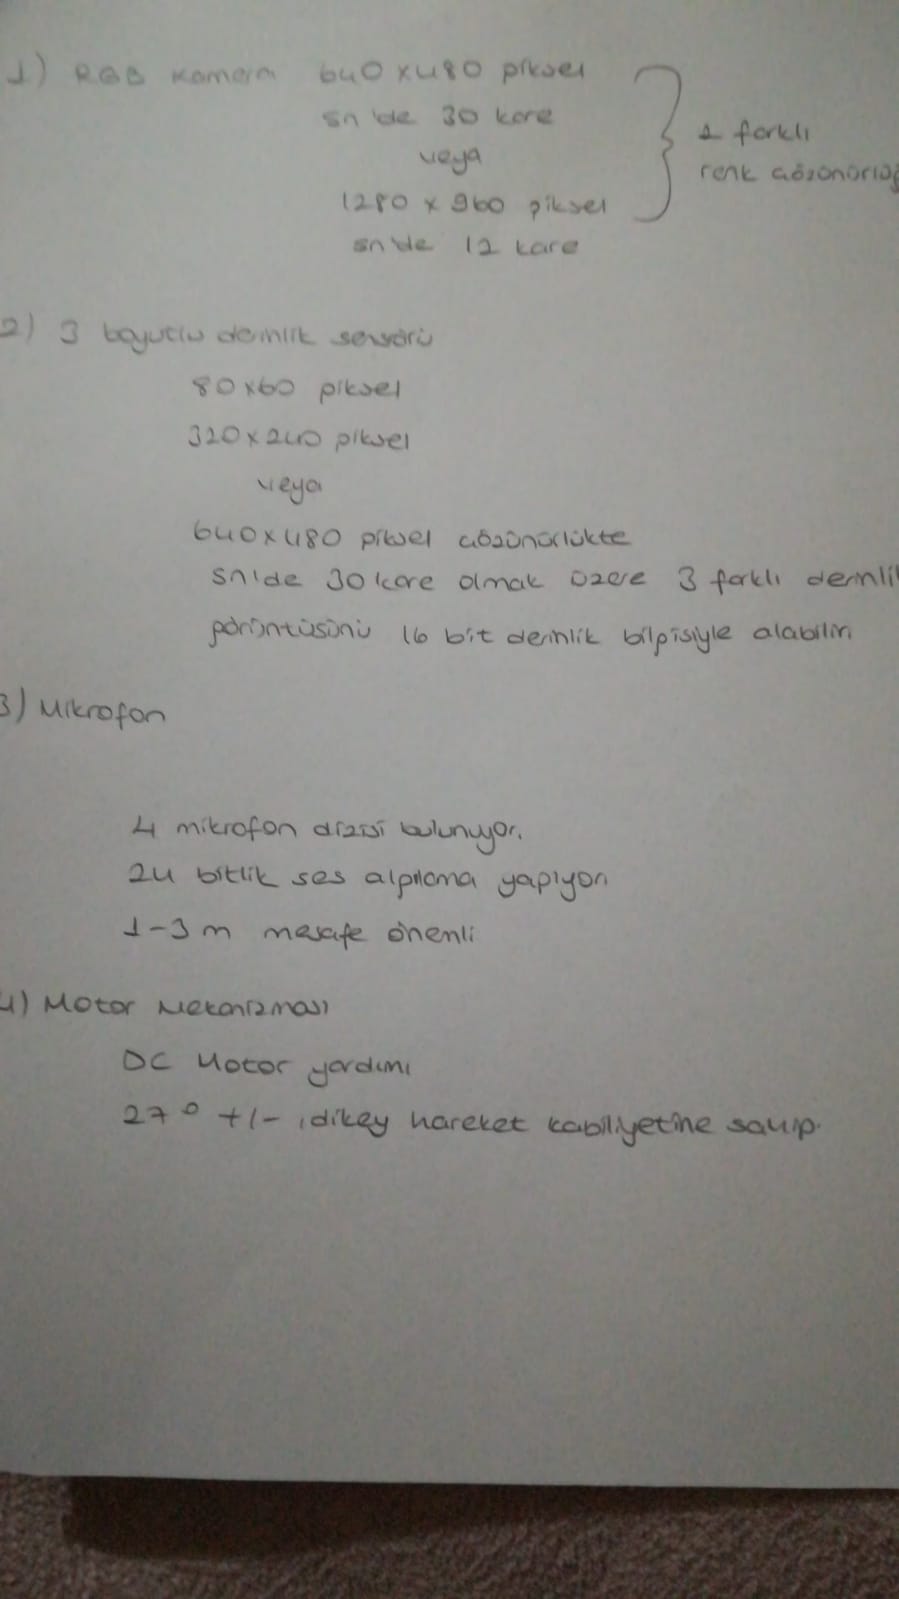 1) RGB Kamera 640x480 piksel
sn'de 30 kare
veya
1280 x 960 piksel
sn'de 12 kare
2 farklı
renk çözünürlüğ
2) 3 boyutlu derinlik sensörü
80x60 piksel
320x240 piksel
veya
640x480 piksel çözünürlükte
sn'de 30 kare olmak üzere 3 farklı derinlik
görüntüsünü 16 bit derinlik bilgisiyle alabilir.
3) Mikrofon
4 mikrofon dizisi bulunuyor.
24 bitlik ses algılama yapıyor.
1-3 m mesafe önemli
4) Motor Mekanizması
DC Motor yardımı
27° +/- dikey hareket kabiliyetine sahip.